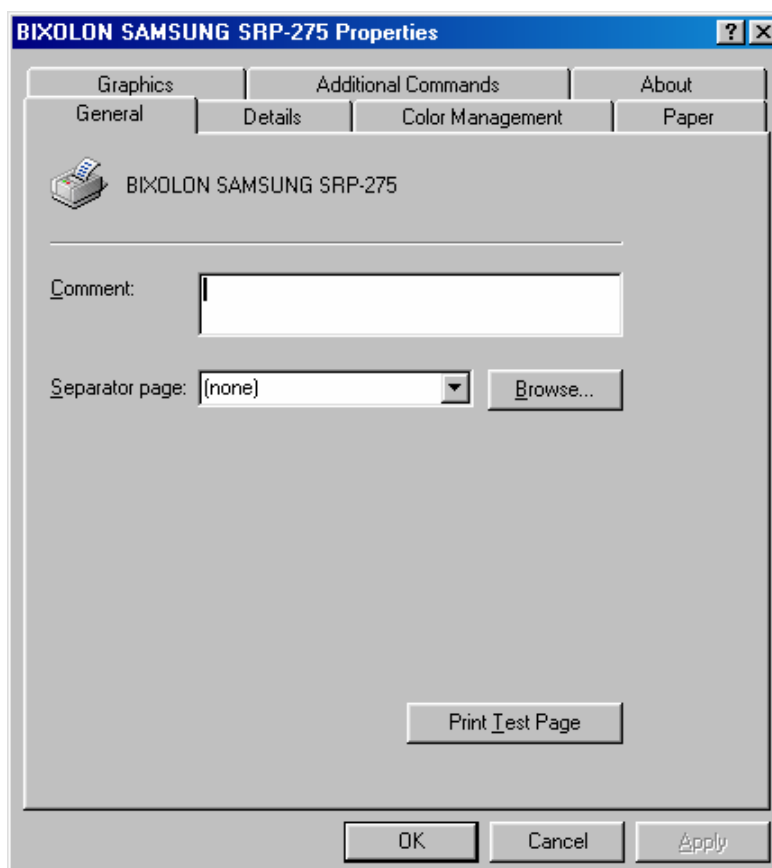 BIXOLON SAMSUNG SRP-275 Properties
Graphics Additional Commands About
General Details Color Management Paper
BIXOLON SAMSUNG SRP-275
Comment:
Separator page: (none) Browse...
Print Test Page
OK Cancel Apply